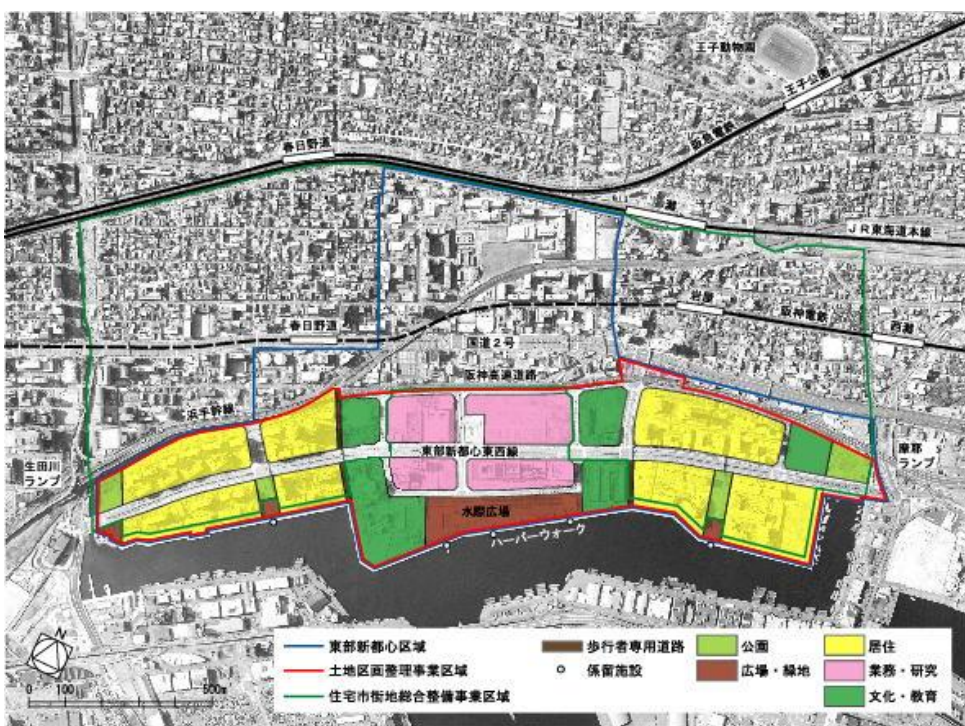 王子動物園
王子公園
阪急電鉄
春日野道
灘
JR東海道本線
岩屋
阪神電鉄
西灘
春日野道
国道2号
阪神高速道路
浜手幹線
生田川
ランプ
摩耶
ランプ
東部新都心東西線
水際広場
ハーバーウォーク
N
0 100 500m
東部新都心区域
土地区画整理事業区域
住宅市街地総合整備事業区域
歩行者専用道路
係留施設
公園
広場・緑地
居住
業務・研究
文化・教育